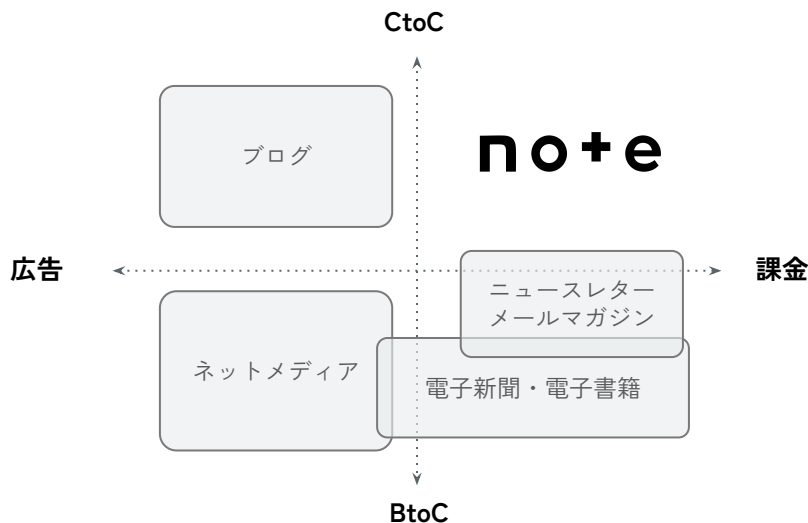 CtoC
ブログ
note
広告
課金
ニュースレター
メールマガジン
ネットメディア
電子新聞・電子書籍
BtoC